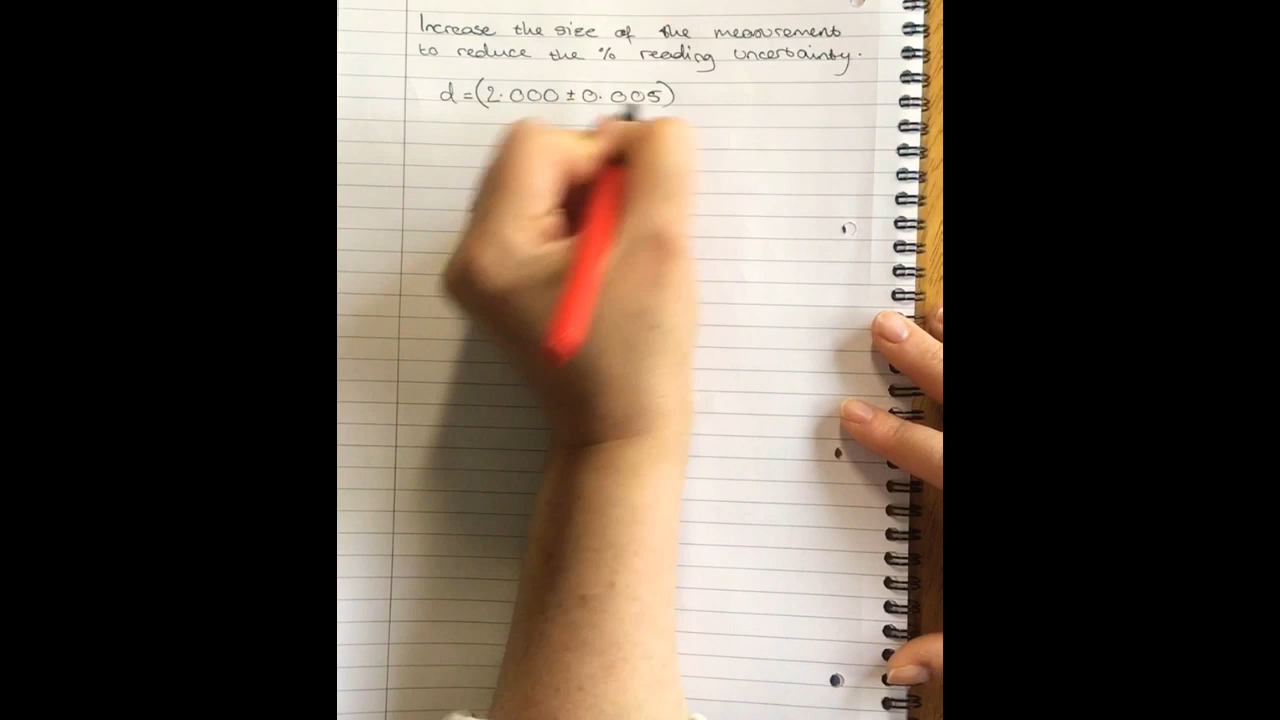 Increase the size of the measurement
to reduce the % reading uncertainty.
d=(2.000±0.005)